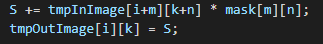 S += tmpInImage[i+m][k+n] * mask[m][n];
tmpOutImage[i][k] = S;